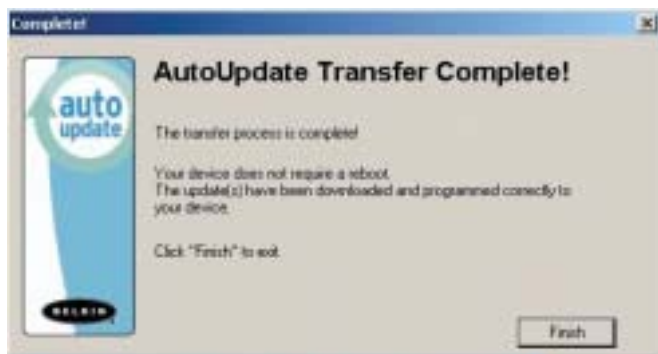 Complete!
AutoUpdate Transfer Complete!
auto
update
The transfer process is complete!
Your device does not require a reboot.
The update(s) have been downloaded and programmed correctly to
your device.
Click "Finish" to exit.
BELKIN
Finish